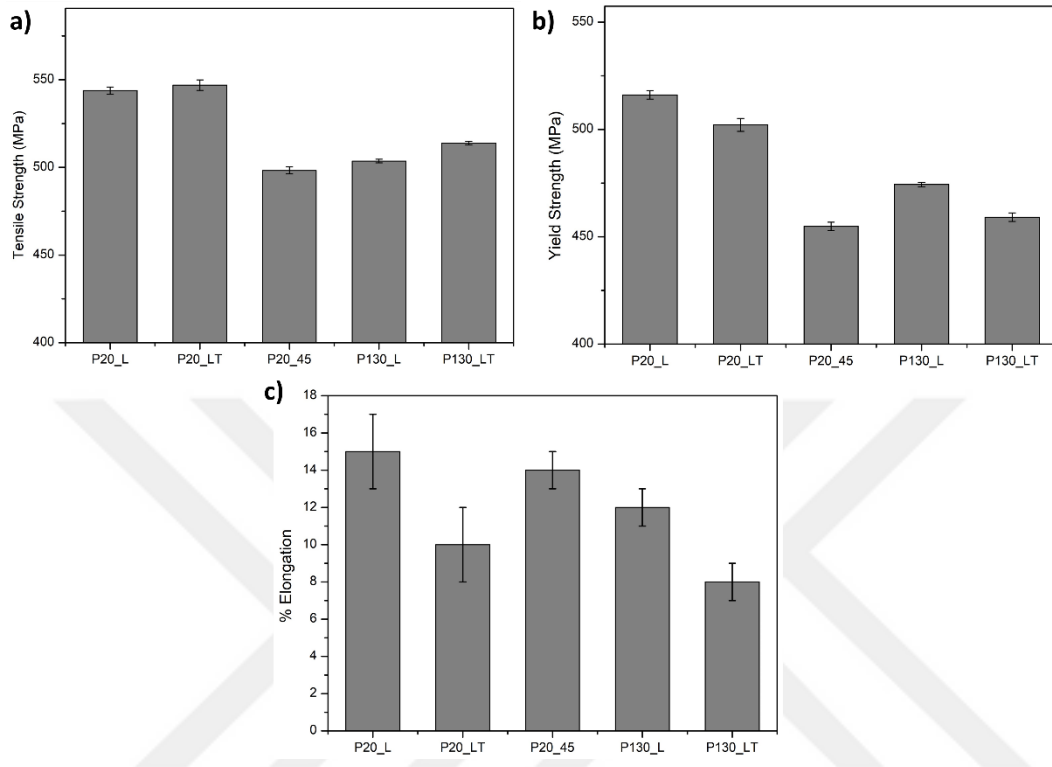 a)
Tensile Strength (MPa)
550
500
450
400
P20_L P20_LT P20_45 P130_L P130_LT
b)
Yield Strength (MPa)
550
500
450
400
P20_L P20_LT P20_45 P130_L P130_LT
c)
% Elongation
18
16
14
12
10
8
6
4
2
0
P20_L P20_LT P20_45 P130_L P130_LT